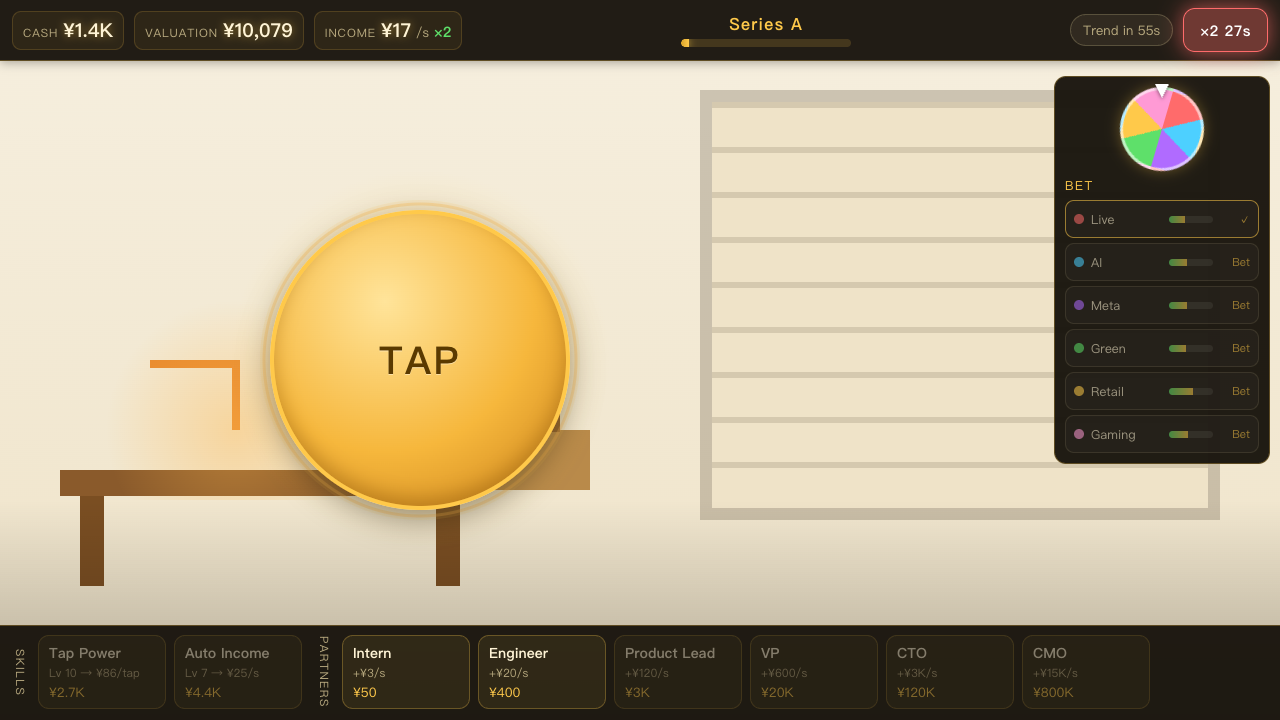 CASH ¥1.4K
VALUATION ¥10,079
INCOME ¥17 /s ×2
Series A
Trend in 55s
×2 27s
BET
Live ✓
AI Bet
Meta Bet
Green Bet
Retail Bet
Gaming Bet
TAP
SKILLS
Tap Power
Lv 10 → ¥86/tap
¥2.7K
Auto Income
Lv 7 → ¥25/s
¥4.4K
PARTNERS
Intern
+¥3/s
¥50
Engineer
+¥20/s
¥400
Product Lead
+¥120/s
¥3K
VP
+¥600/s
¥20K
CTO
+¥3K/s
¥120K
CMO
+¥15K/s
¥800K